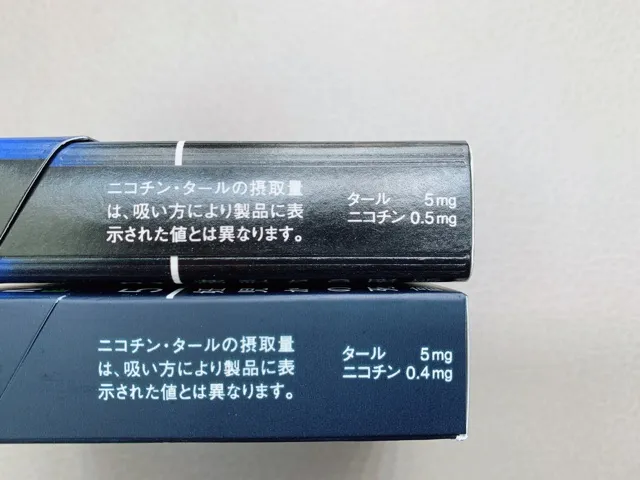 ニコチン・タールの摂取量
は、吸い方により製品に表
示された値とは異なります。
タール 5mg
ニコチン 0.5mg
ニコチン・タールの摂取量
は、吸い方により製品に表
示された値とは異なります。
タール 5mg
ニコチン 0.4mg